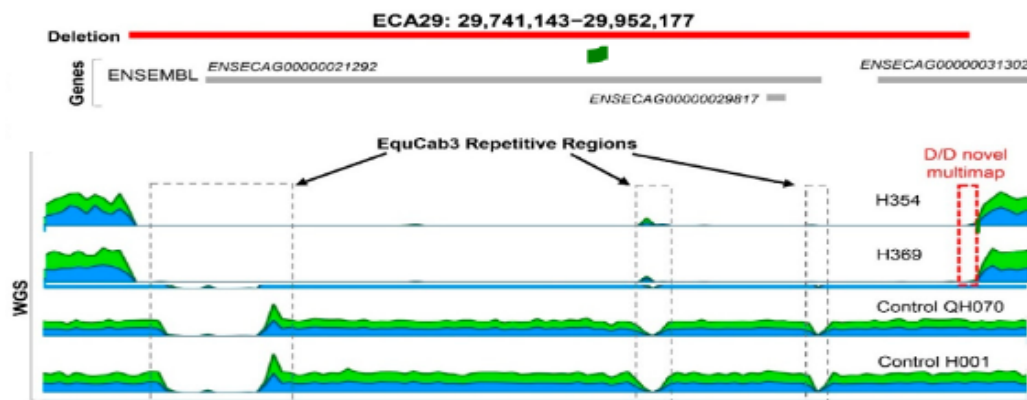 ECA29: 29,741,143–29,952,177
Deletion
Genes
ENSEMBL
ENSECAG00000021292
ENSECAG00000031302
ENSECAG00000029817
EquCab3 Repetitive Regions
D/D novel
multimap
WGS
H354
H369
Control QH070
Control H001